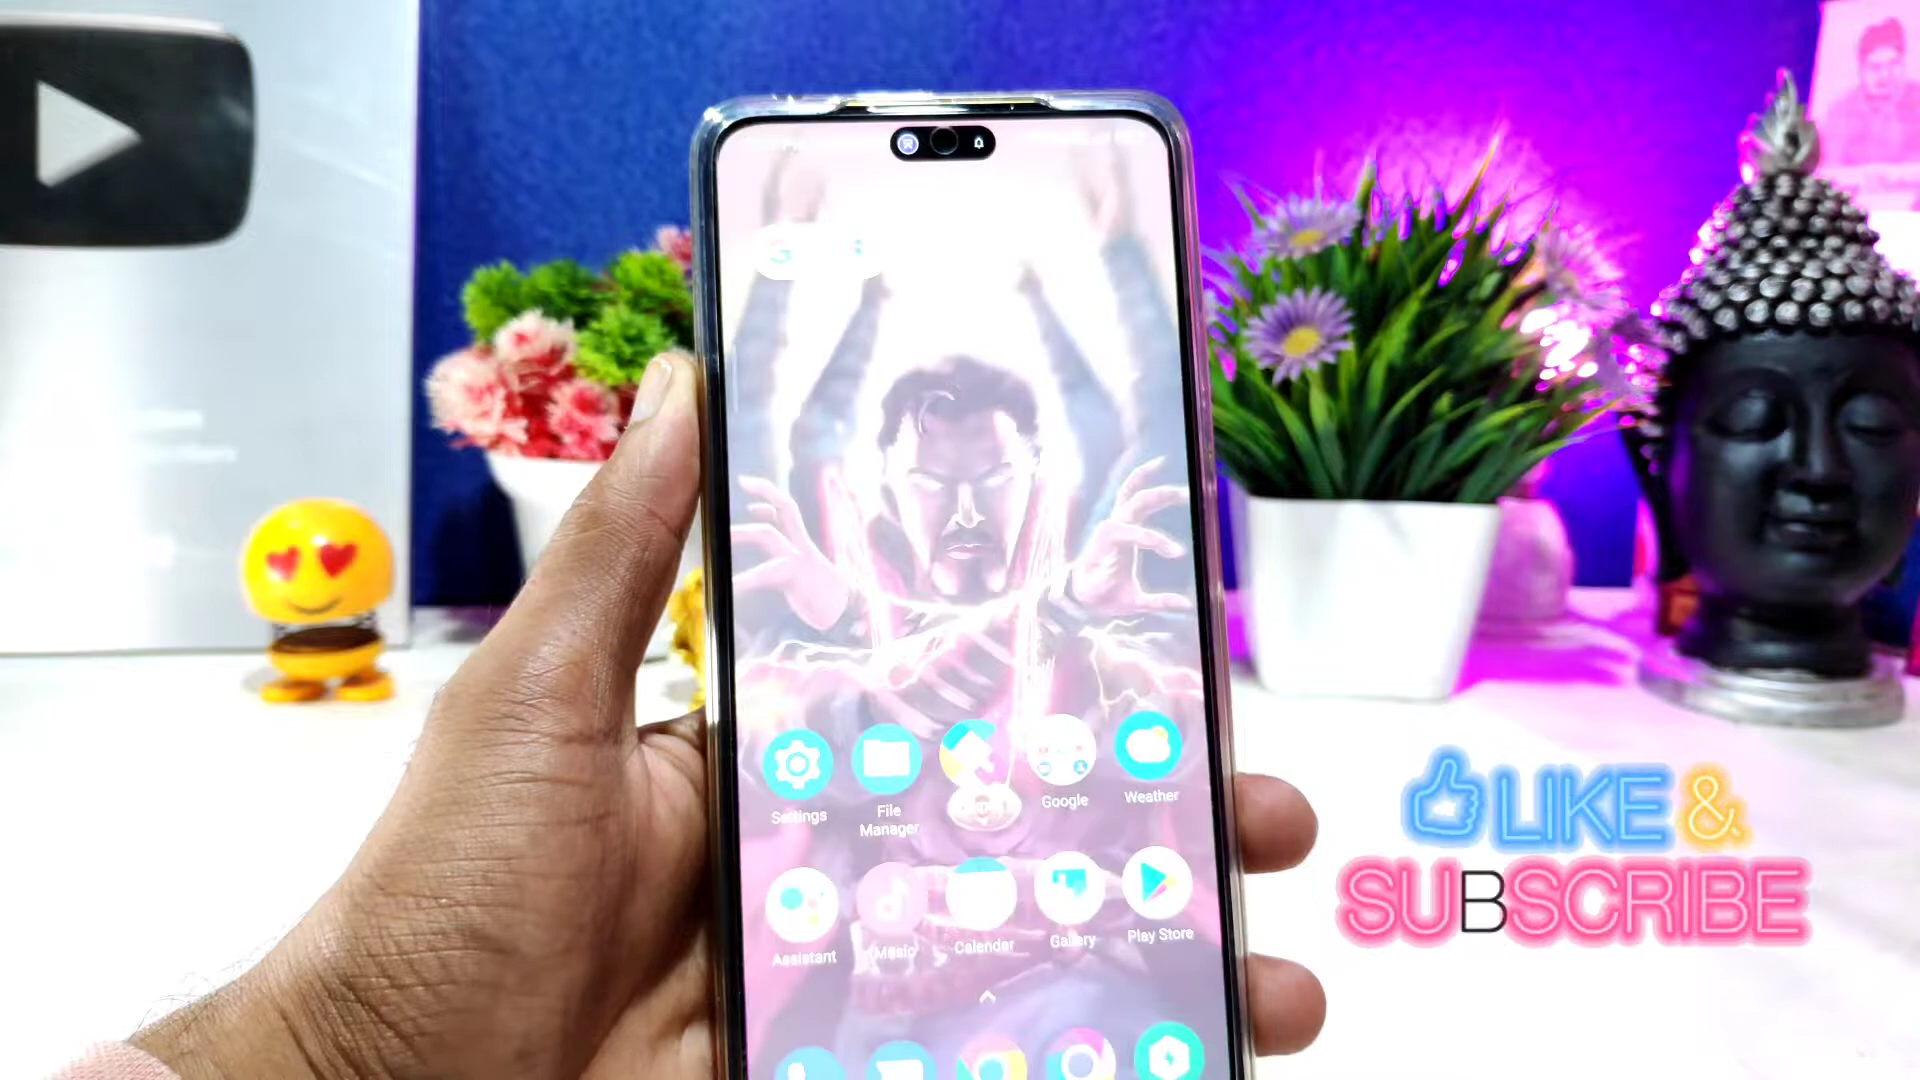 Settings
File
Manager
Google
Weather
Assistant
Music
Calendar
Gallery
Play Store
LIKE &
SUBSCRIBE